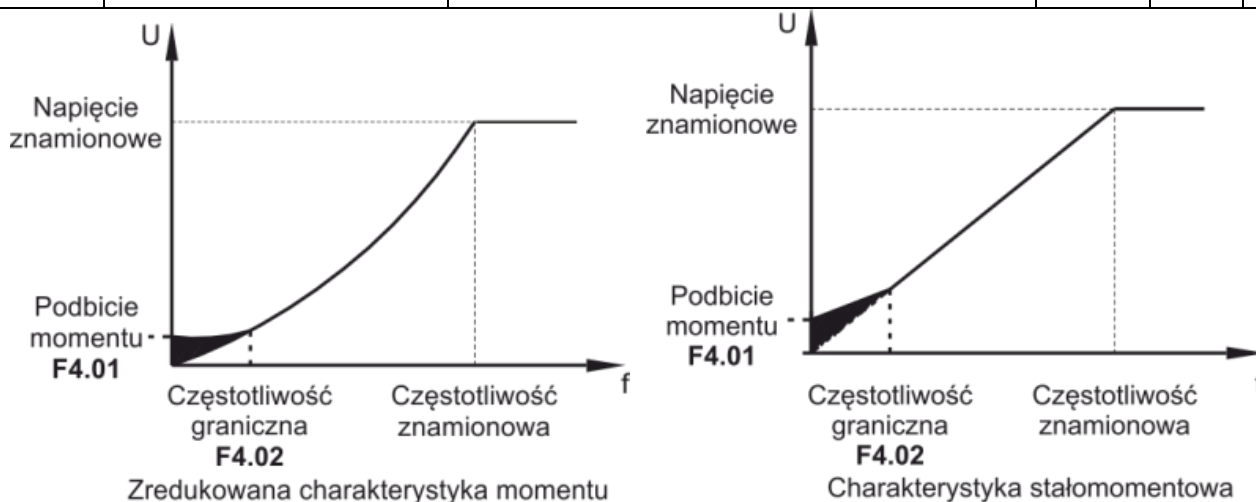 U
Napięcie
znamionowe
Podbicie
momentu
F4.01
f
Częstotliwość
graniczna
F4.02
Częstotliwość
znamionowa
Zredukowana charakterystyka momentu
U
Napięcie
znamionowe
Podbicie
momentu
F4.01
Częstotliwość
graniczna
F4.02
Częstotliwość
znamionowa
Charakterystyka stałomomentowa